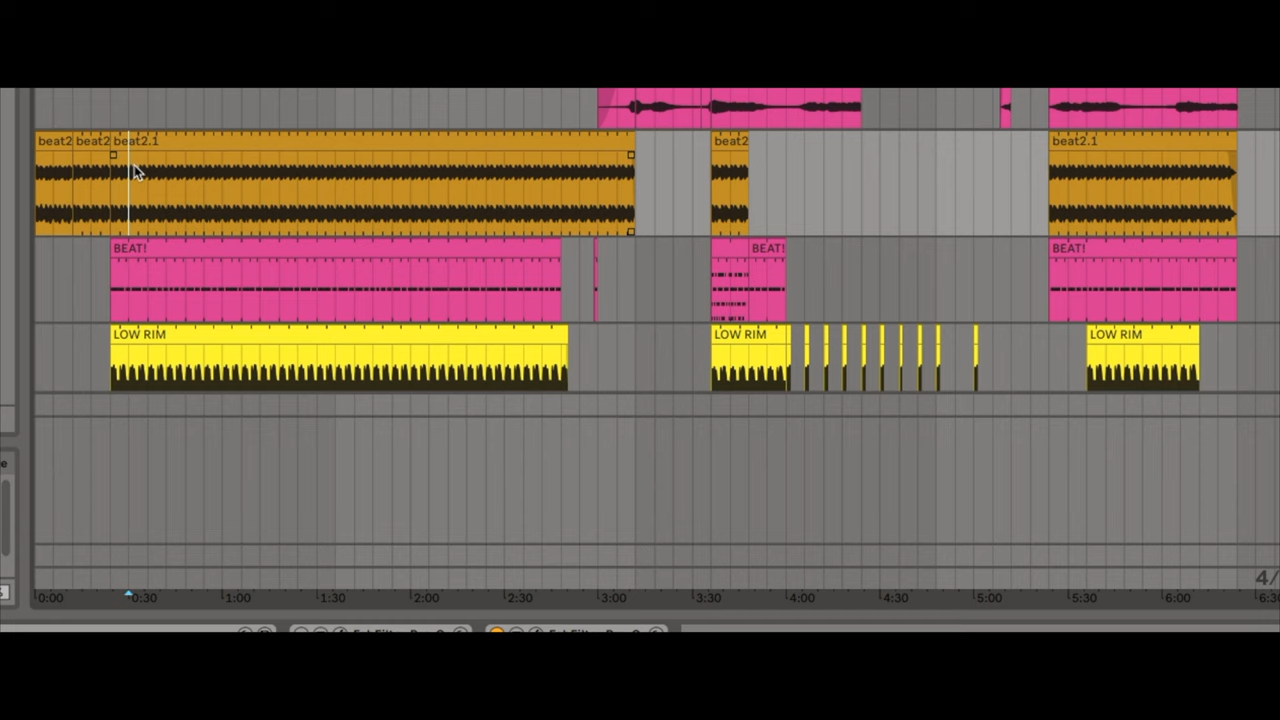 beat2 beat2 beat2.1 beat2 beat2.1
BEAT! BEAT! BEAT!
LOW RIM LOW RIM LOW RIM
e
4/
0:00 0:30 1:00 1:30 2:00 2:30 3:00 3:30 4:00 4:30 5:00 5:30 6:00